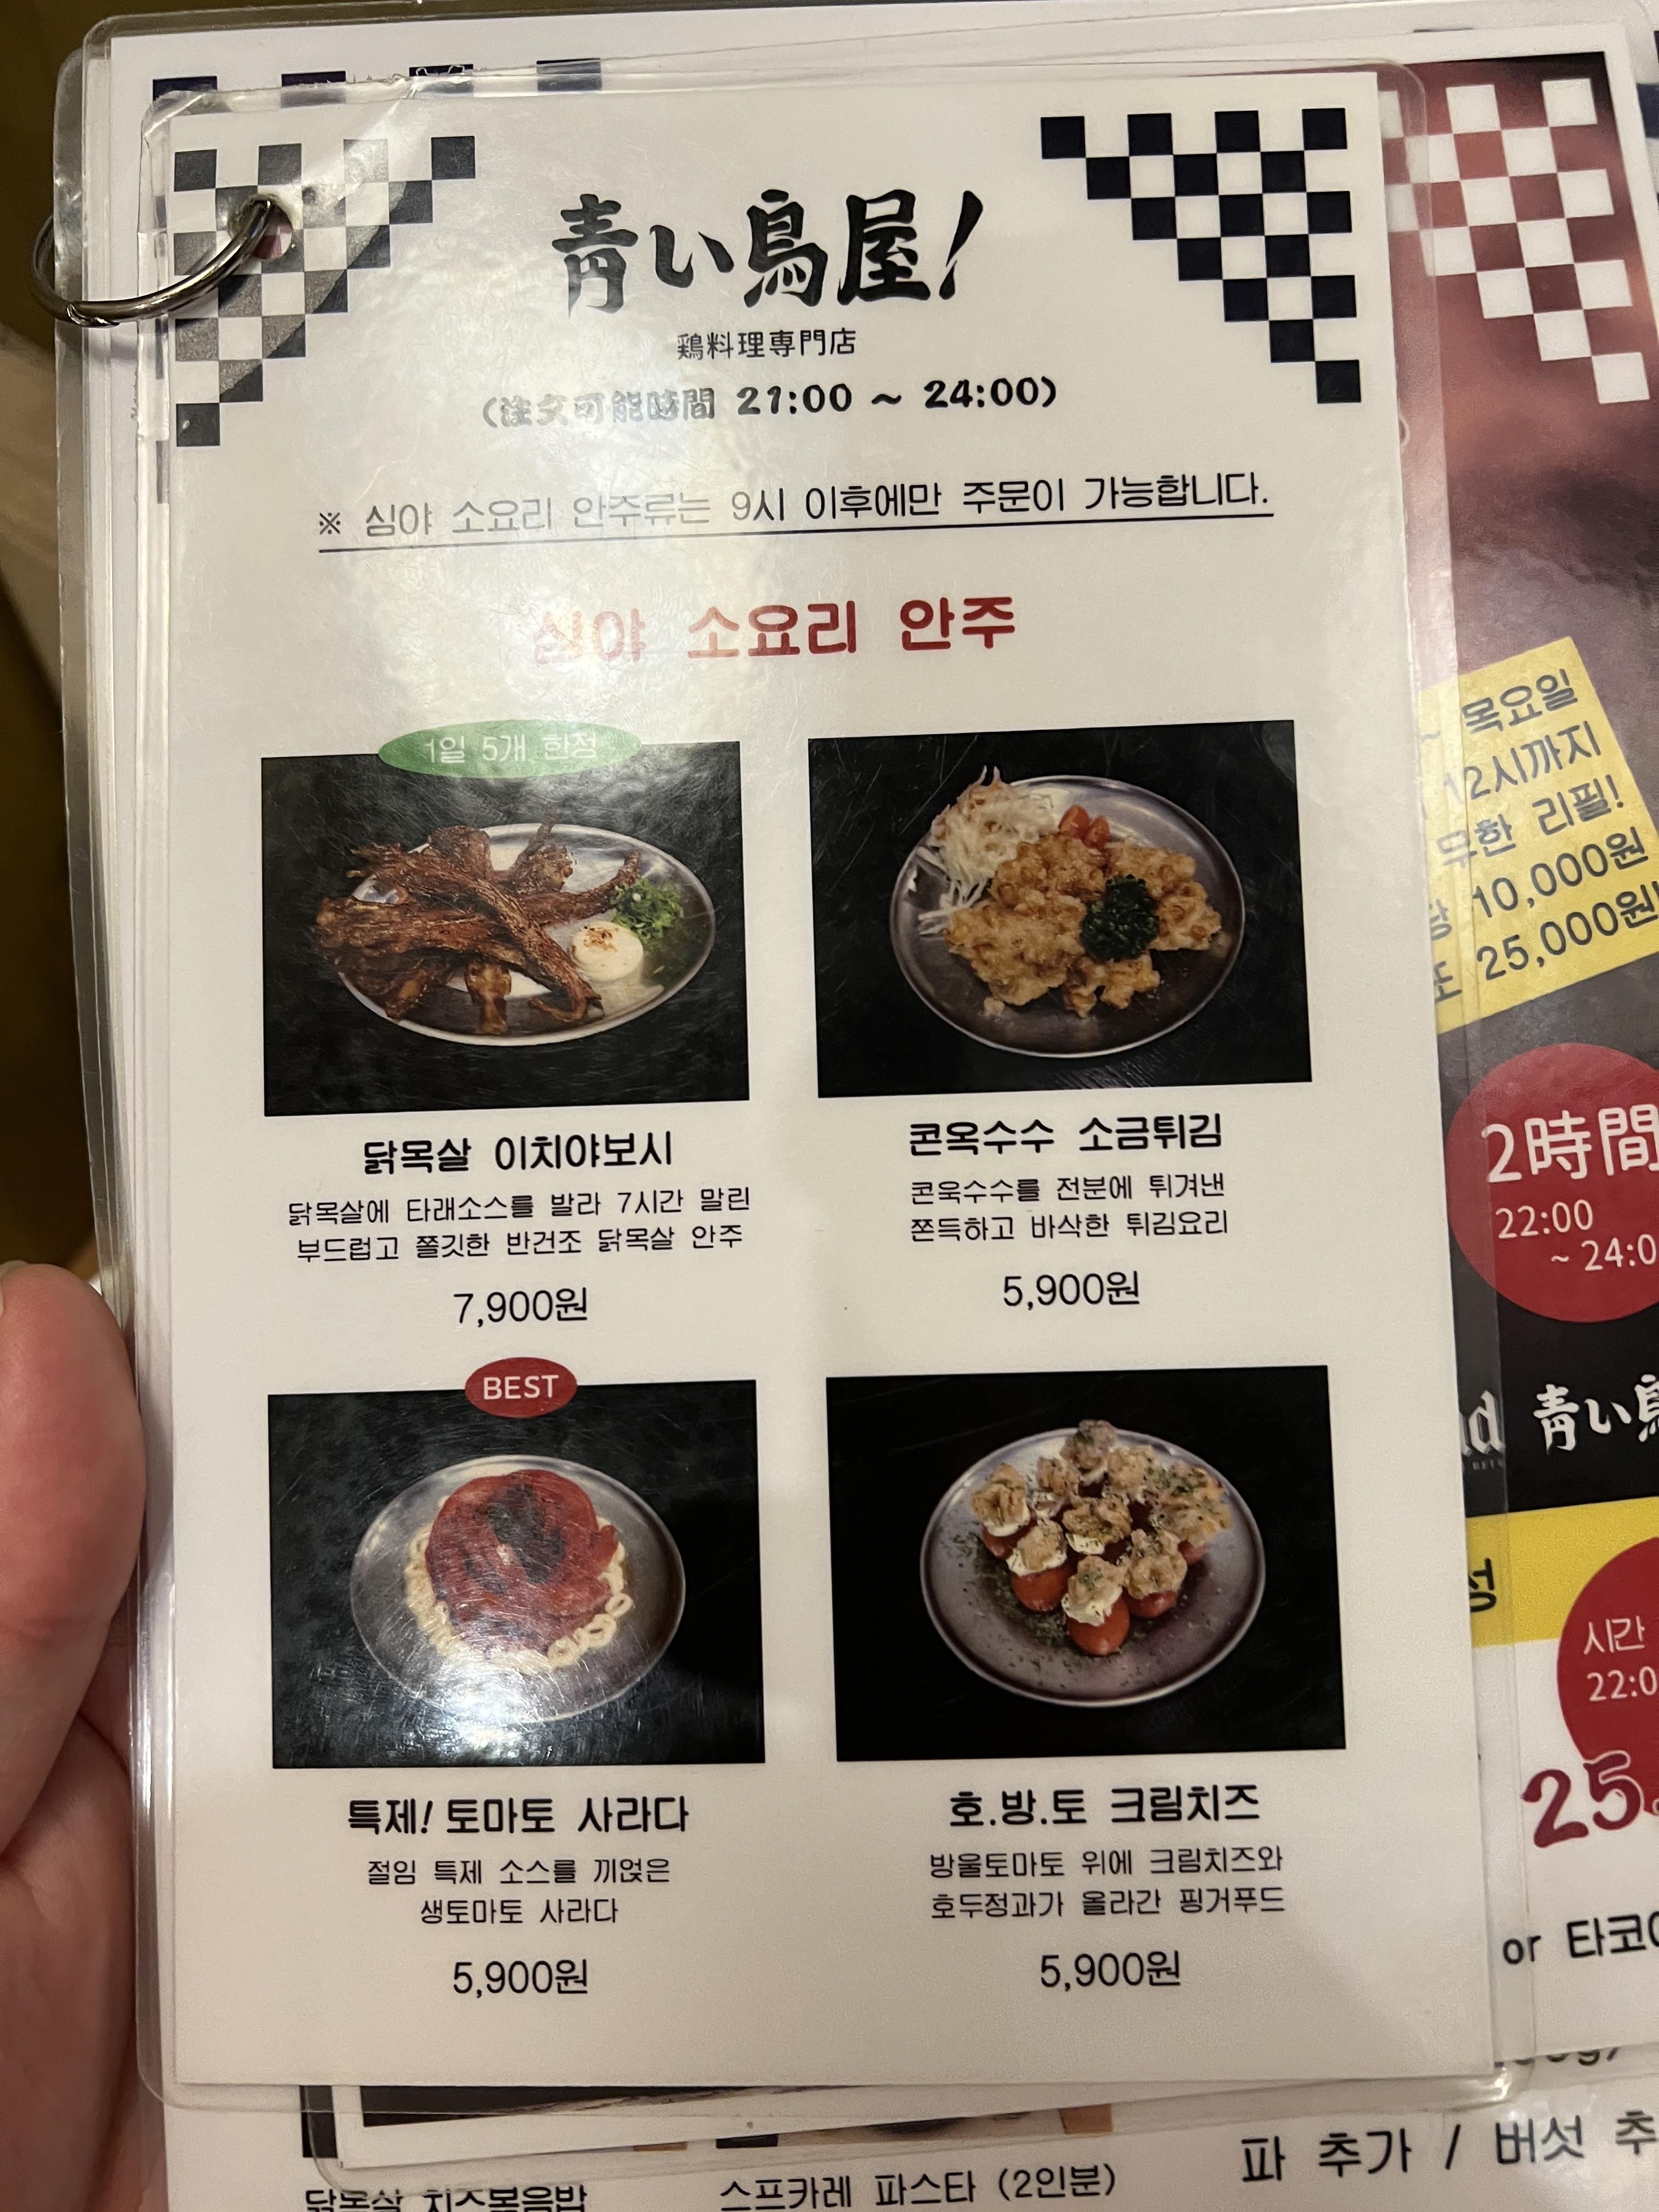 青い鳥屋!
鶏料理専門店
(注文可能時間 21:00 ~ 24:00)
※ 심야 소요리 안주류는 9시 이후에만 주문이 가능합니다.
심야 소요리 안주
1일 5개 한정
닭목살 이치야보시
닭목살에 타래소스를 발라 7시간 말린
부드럽고 쫄깃한 반건조 닭목살 안주
7,900원
콘옥수수 소금튀김
콘옥수수를 전분에 튀겨낸
쫀득하고 바삭한 튀김요리
5,900원
BEST
특제! 토마토 사라다
절임 특제 소스를 끼얹은
생토마토 사라다
5,900원
호.방.토 크림치즈
방울토마토 위에 크림치즈와
호두정과가 올라간 핑거푸드
5,900원
~ 목요일
12시까지
무한 리필!
10,000원
도 25,000원!
2時間
22:00
~ 24:0
青い鳥
시간
22:0
25
or 타코
닭목살 치즈볶음밥
스프카레 파스타 (2인분)
파 추가 / 버섯 추